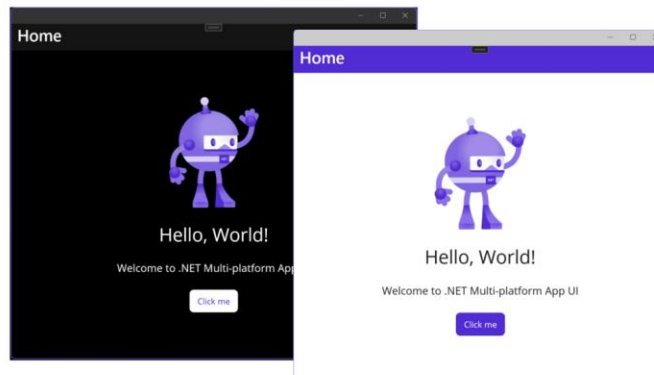 Home
Hello, World!
Welcome to .NET Multi-platform App
Click me
Home
Hello, World!
Welcome to .NET Multi-platform App UI
Click me